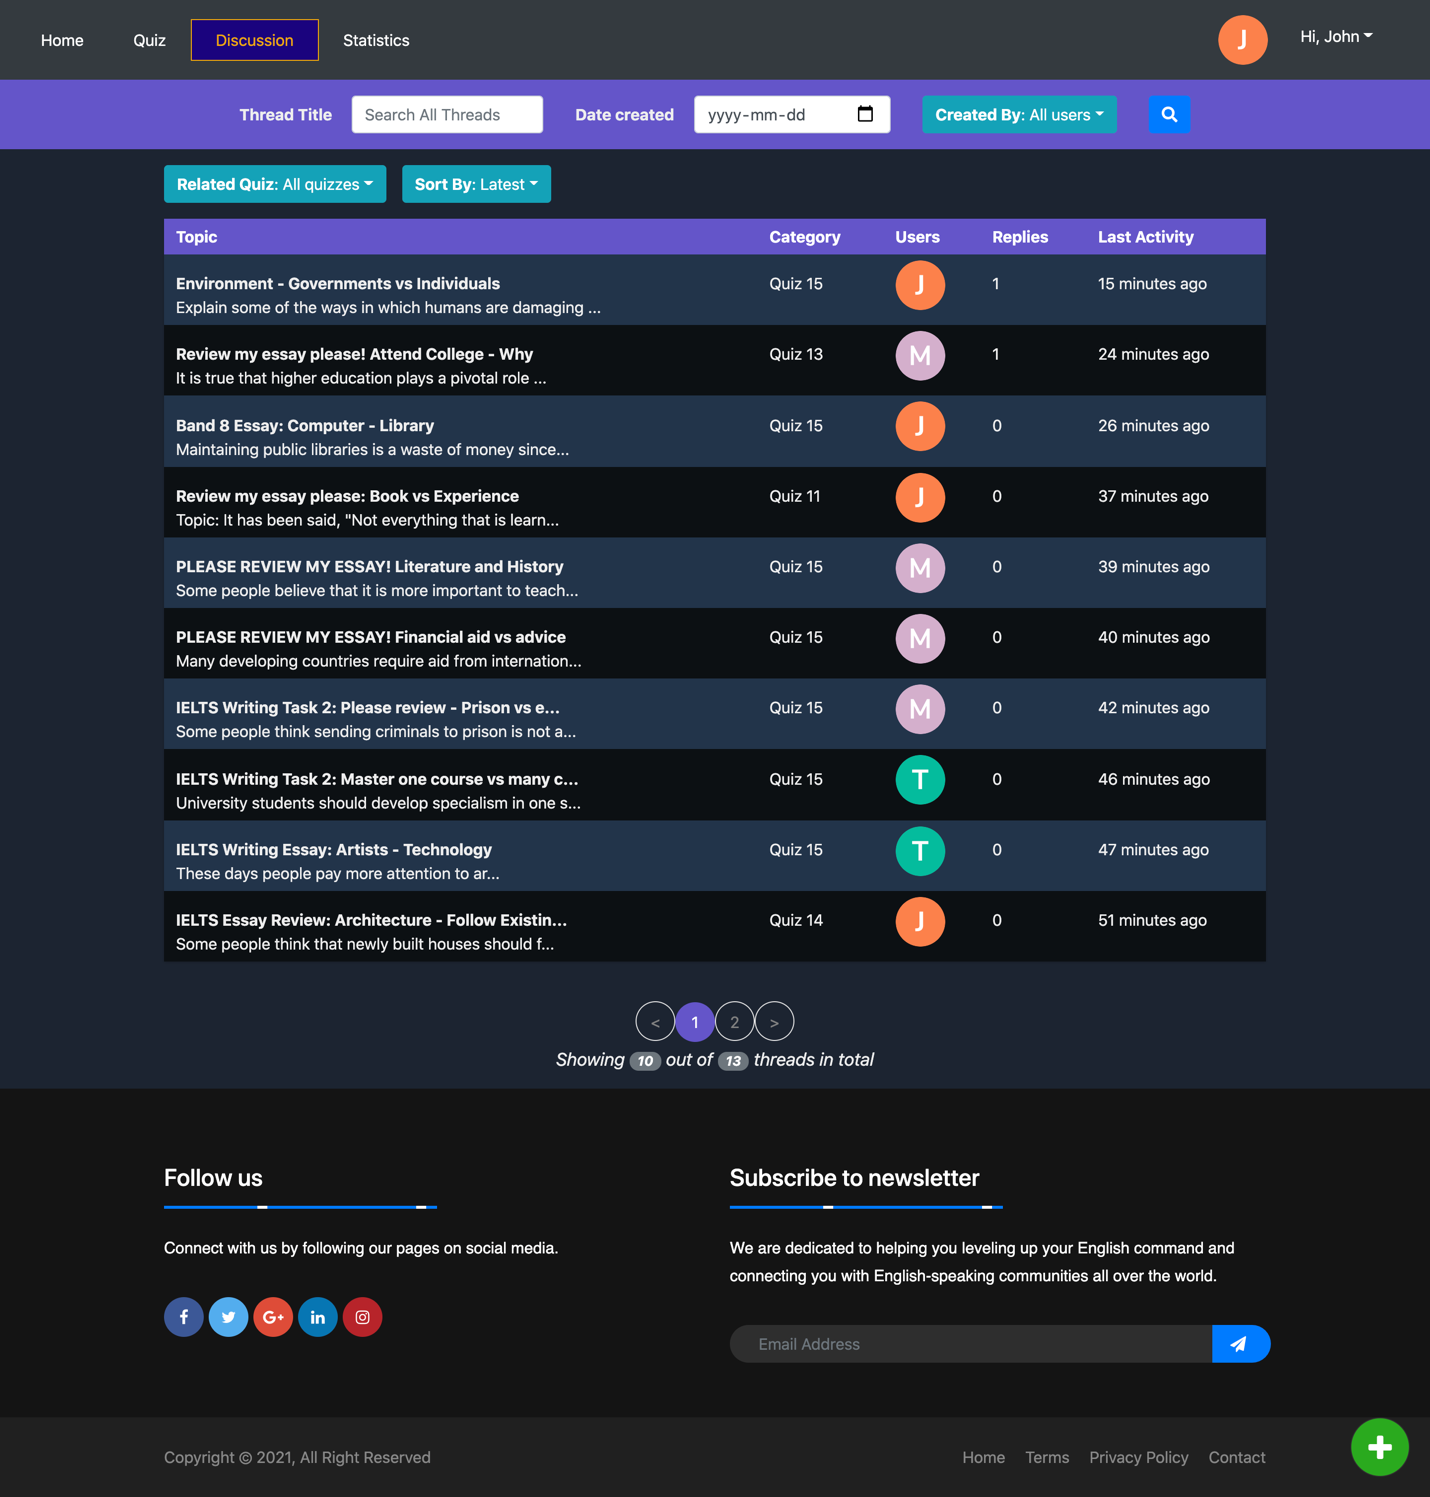 Home Quiz Discussion Statistics J Hi, John
Thread Title Search All Threads Date created yyyy-mm-dd Created By: All users
Related Quiz: All quizzes Sort By: Latest
Topic Category Users Replies Last Activity
Environment - Governments vs Individuals Quiz 15 J 1 15 minutes ago
Explain some of the ways in which humans are damaging ...
Review my essay please! Attend College - Why Quiz 13 M 1 24 minutes ago
It is true that higher education plays a pivotal role ...
Band 8 Essay: Computer - Library Quiz 15 J 0 26 minutes ago
Maintaining public libraries is a waste of money since...
Review my essay please: Book vs Experience Quiz 11 J 0 37 minutes ago
Topic: It has been said, "Not everything that is learn...
PLEASE REVIEW MY ESSAY! Literature and History Quiz 15 M 0 39 minutes ago
Some people believe that it is more important to teach...
PLEASE REVIEW MY ESSAY! Financial aid vs advice Quiz 15 M 0 40 minutes ago
Many developing countries require aid from internation...
IELTS Writing Task 2: Please review - Prison vs e... Quiz 15 M 0 42 minutes ago
Some people think sending criminals to prison is not a...
IELTS Writing Task 2: Master one course vs many c... Quiz 15 T 0 46 minutes ago
University students should develop specialism in one s...
IELTS Writing Essay: Artists - Technology Quiz 15 T 0 47 minutes ago
These days people pay more attention to ar...
IELTS Essay Review: Architecture - Follow Existin... Quiz 14 J 0 51 minutes ago
Some people think that newly built houses should f...
< 1 2 >
Showing 10 out of 13 threads in total
Follow us
Connect with us by following our pages on social media.
f G+ in
Subscribe to newsletter
We are dedicated to helping you leveling up your English command and
connecting you with English-speaking communities all over the world.
Email Address
Copyright © 2021, All Right Reserved Home Terms Privacy Policy Contact